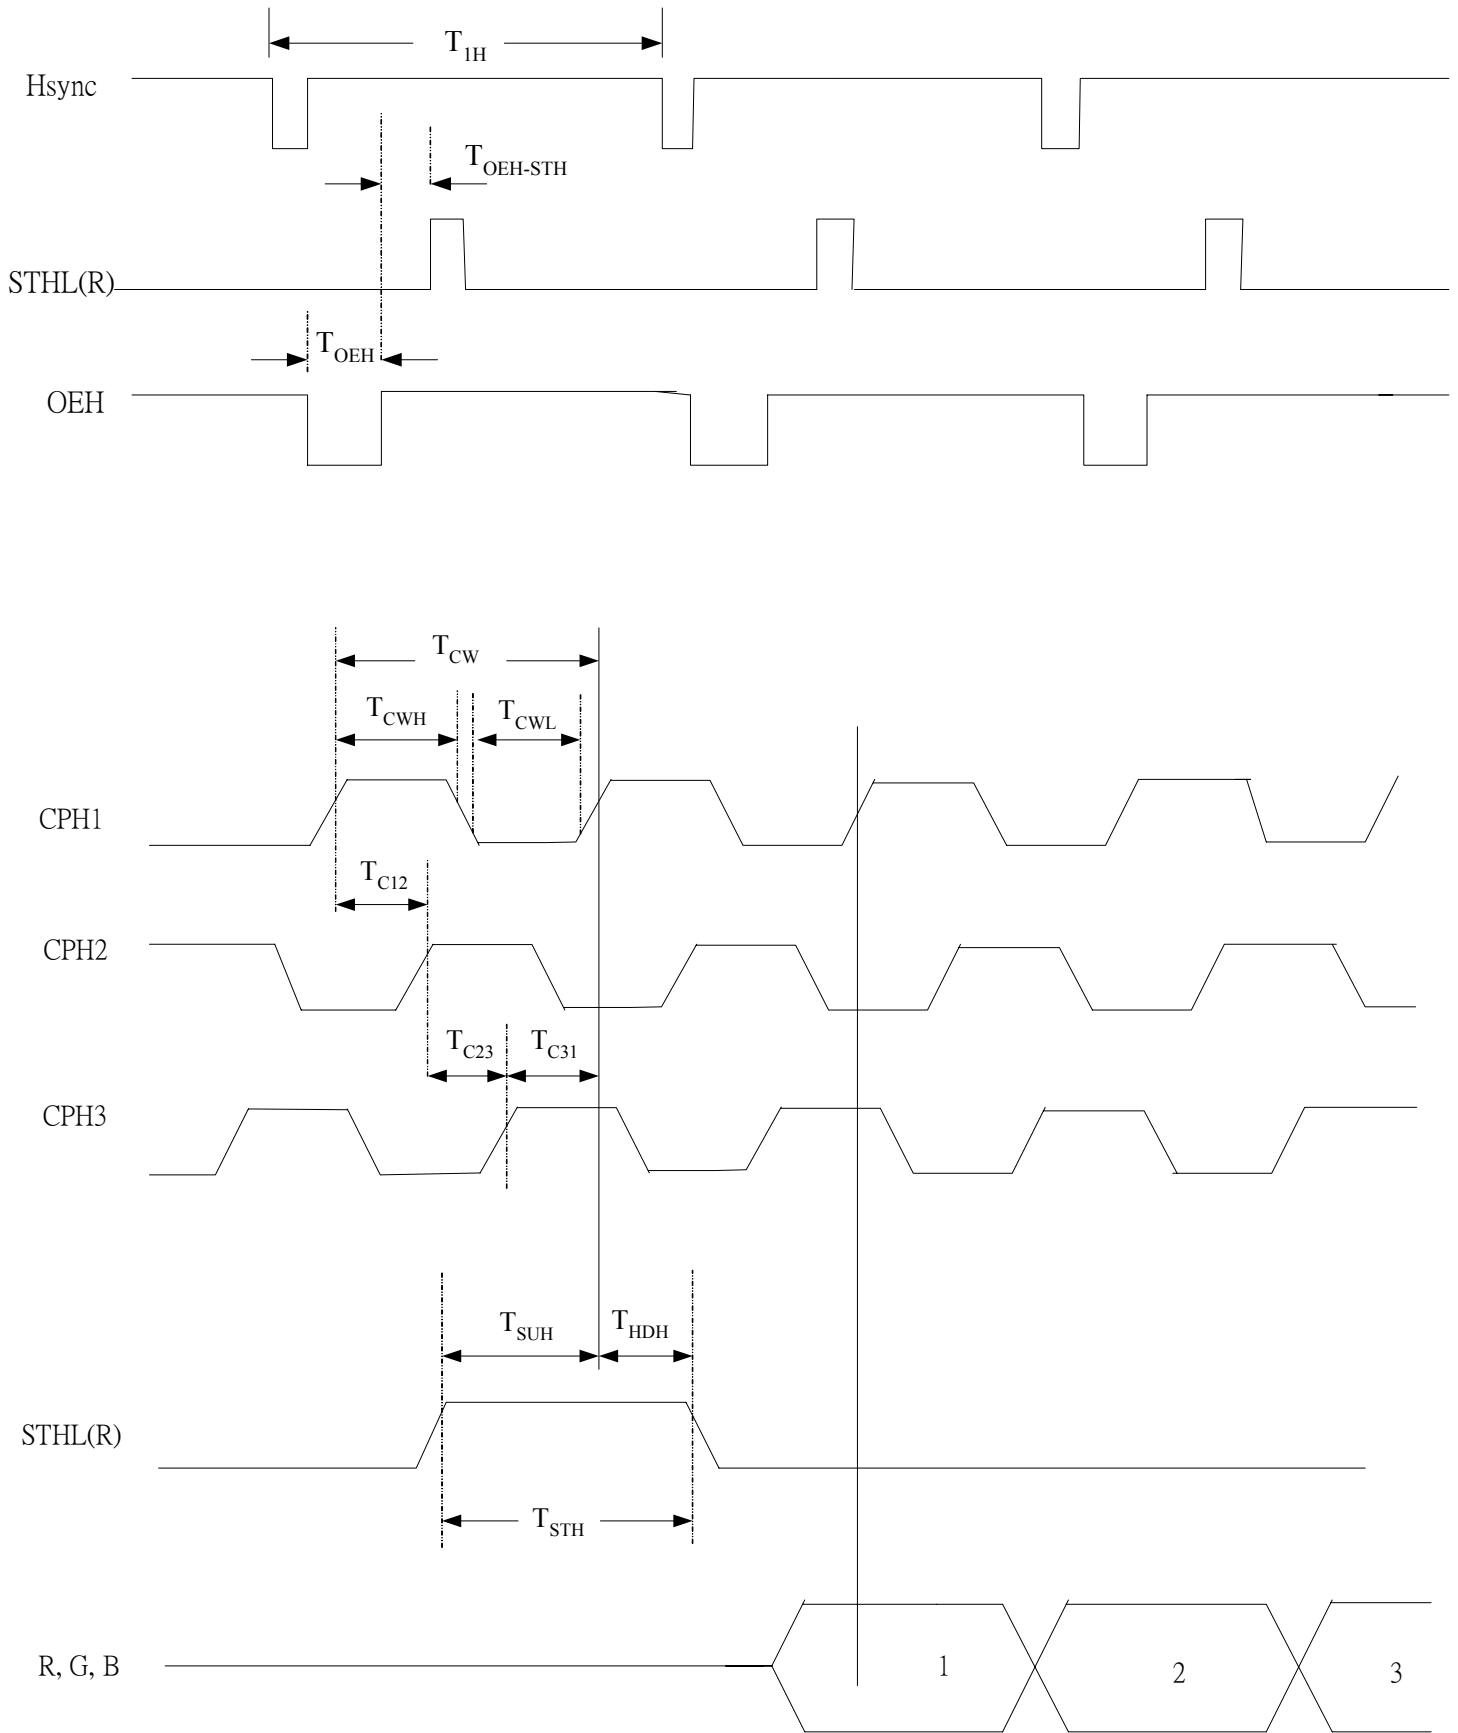 T1H
Hsync
TOEH-STH
STHL(R)
TOEH
OEH
TCW
TCWH TCWL
CPH1
TC12
CPH2
TC23 TC31
CPH3
TSUH THDH
STHL(R)
TSTH
R, G, B 1 2 3